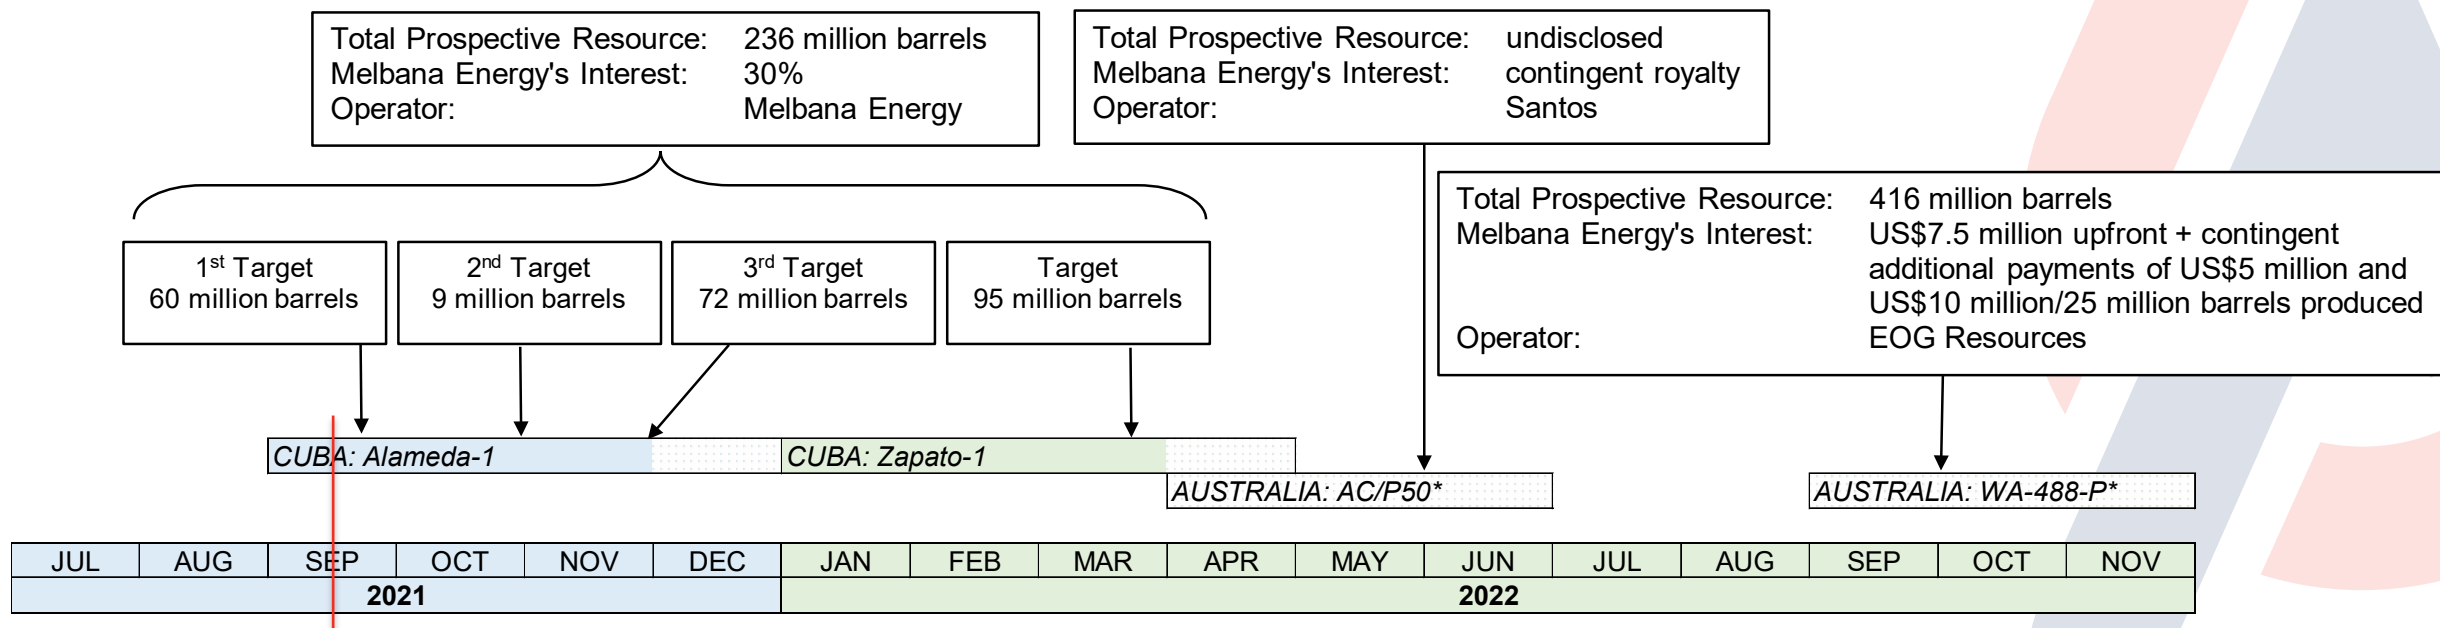 Total Prospective Resource: 236 million barrels
Melbana Energy's Interest: 30%
Operator: Melbana Energy
Total Prospective Resource: undisclosed
Melbana Energy's Interest: contingent royalty
Operator: Santos
Total Prospective Resource: 416 million barrels
Melbana Energy's Interest: US$7.5 million upfront + contingent
additional payments of US$5 million and
US$10 million/25 million barrels produced
Operator: EOG Resources
1st Target
60 million barrels
2nd Target
9 million barrels
3rd Target
72 million barrels
Target
95 million barrels
CUBA: Alameda-1
CUBA: Zapato-1
AUSTRALIA: AC/P50*
AUSTRALIA: WA-488-P*
JUL AUG SEP OCT NOV DEC JAN FEB MAR APR MAY JUN JUL AUG SEP OCT NOV
2021 2022